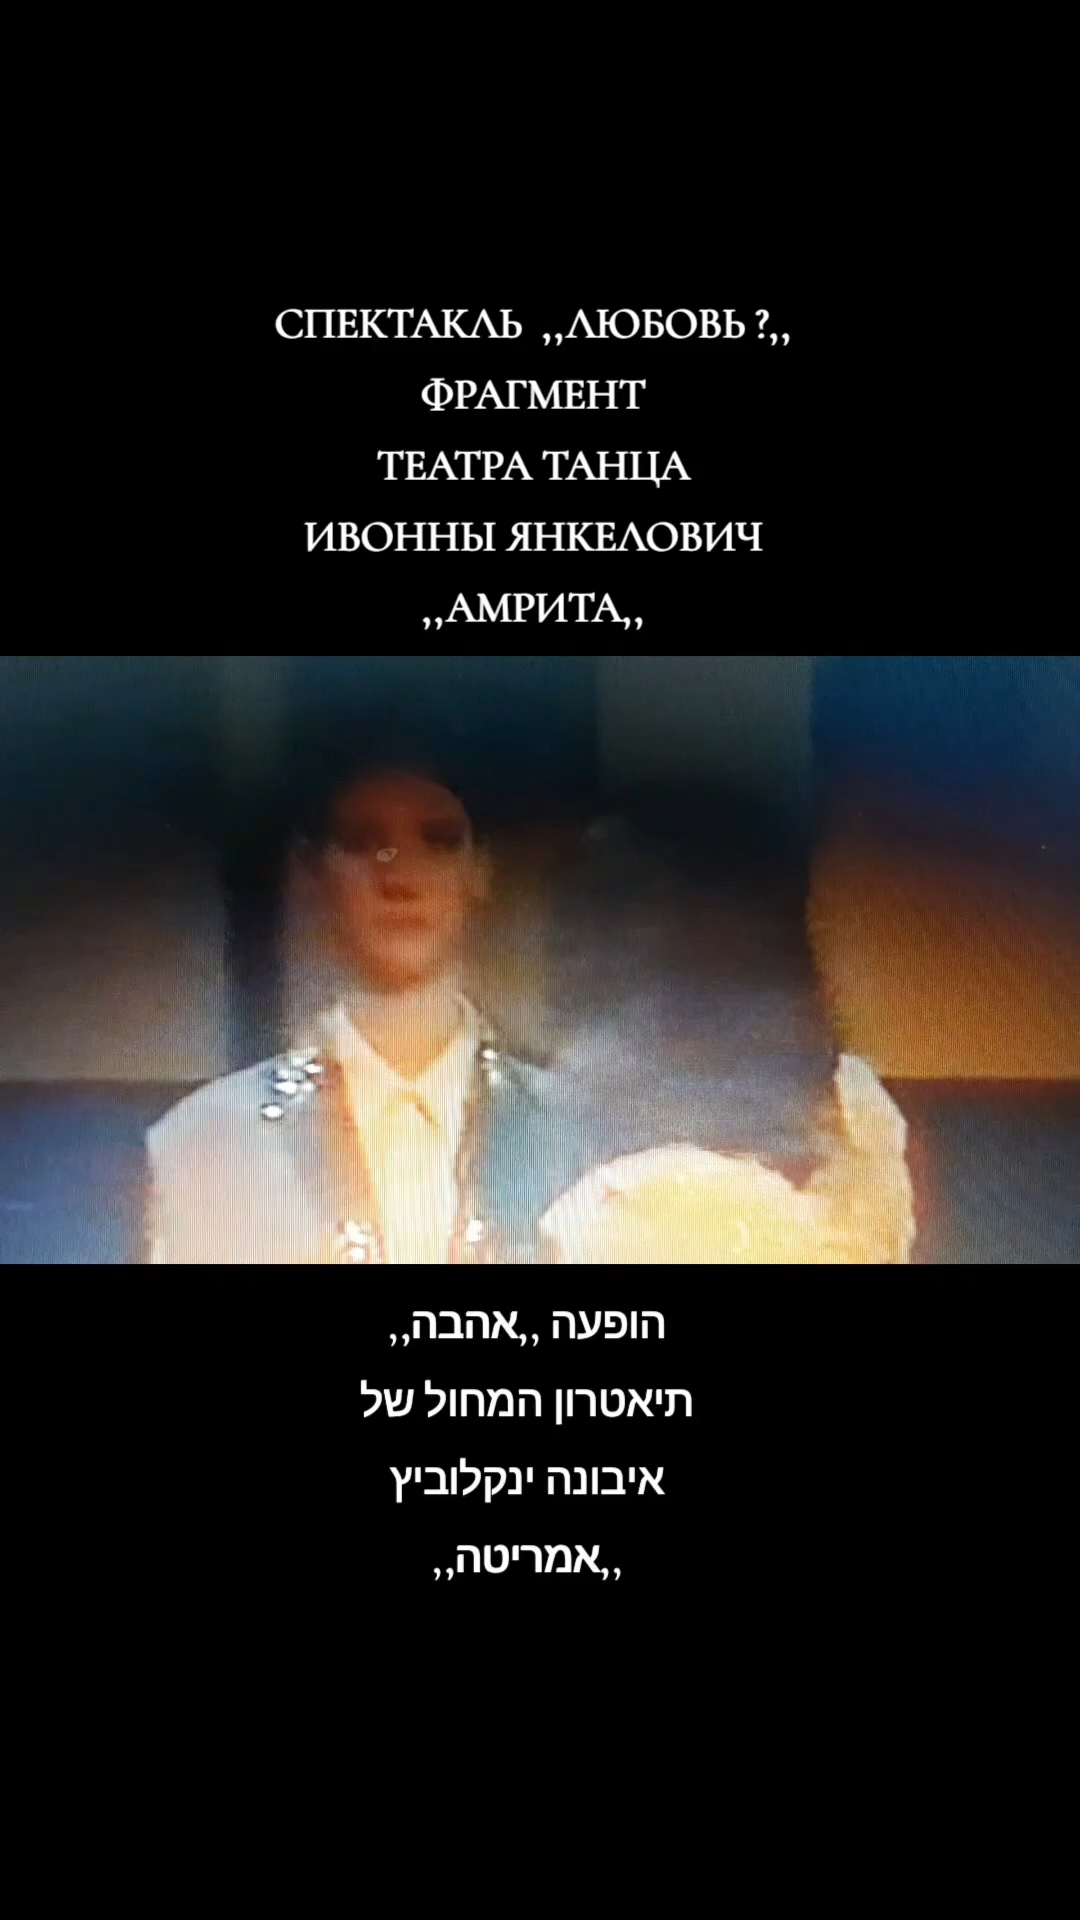 СПЕКТАКЛЬ ,,ЛЮБОВЬ ?,,
ФРАГМЕНТ
ТЕАТРА ТАНЦА
ИВОННЫ ЯНКЕЛОВИЧ
,,АМРИТА,,
הופעה ,,אהבה,,
תיאטרון המחול של
איבונה ינקלוביץ
,,אמריטה,,